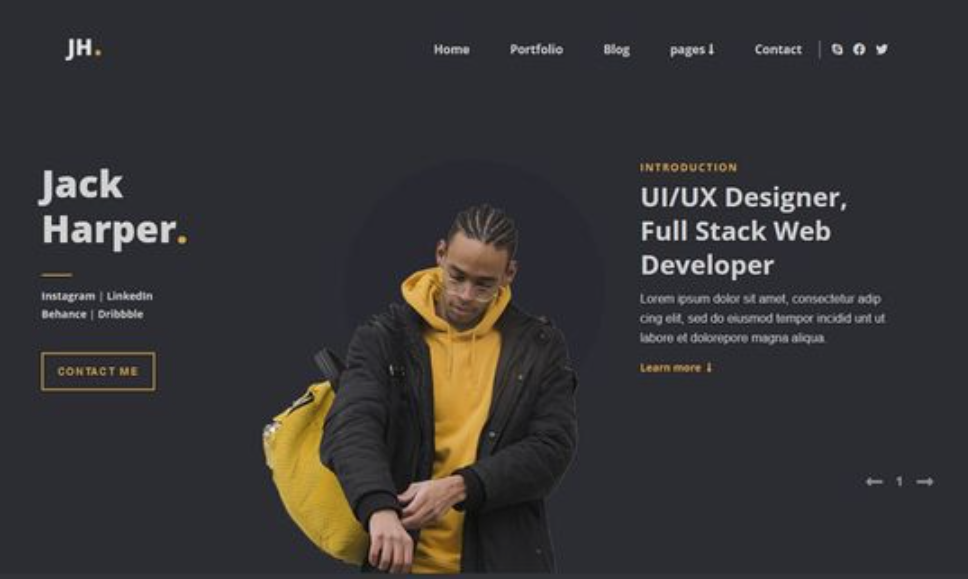 JH.
Home Portfolio Blog pages Contact
Jack
Harper.
Instagram | LinkedIn
Behance | Dribbble
CONTACT ME
INTRODUCTION
UI/UX Designer,
Full Stack Web
Developer
Lorem ipsum dolor sit amet, consectetur adip
cing elit, sed do eiusmod tempor incidid unt ut
labore et dolorepore magna aliqua.
Learn more
1